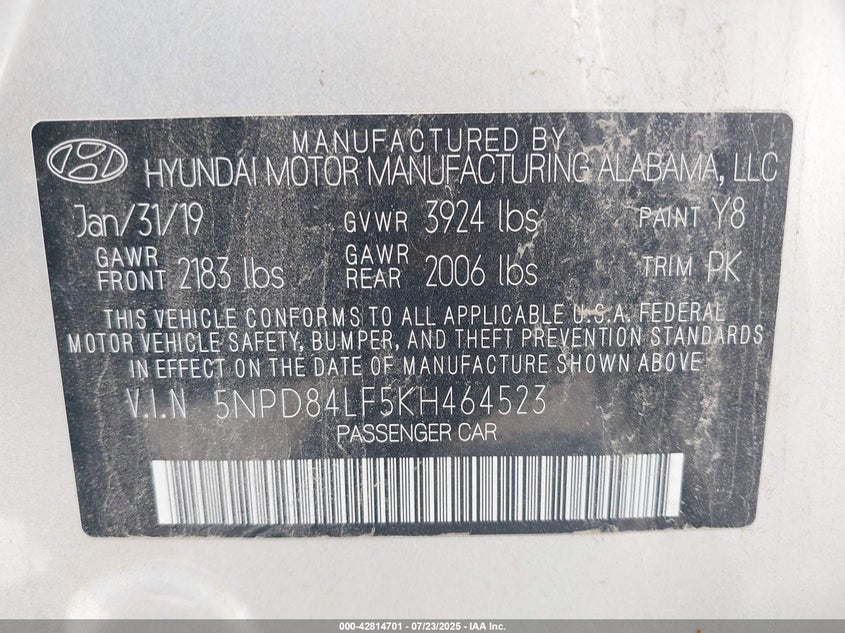 MANUFACTURED BY
HYUNDAI MOTOR MANUFACTURING ALABAMA, LLC
Jan/31/19 GVWR 3924 lbs PAINT Y8
GAWR FRONT 2183 lbs GAWR REAR 2006 lbs TRIM PK
THIS VEHICLE CONFORMS TO ALL APPLICABLE U.S.A. FEDERAL
MOTOR VEHICLE SAFETY, BUMPER, AND THEFT PREVENTION STANDARDS
IN EFFECT ON THE DATE OF MANUFACTURE SHOWN ABOVE
V.I.N 5NPD84LF5KH464523
PASSENGER CAR
000-42814701 - 07/23/2025 - IAA Inc.